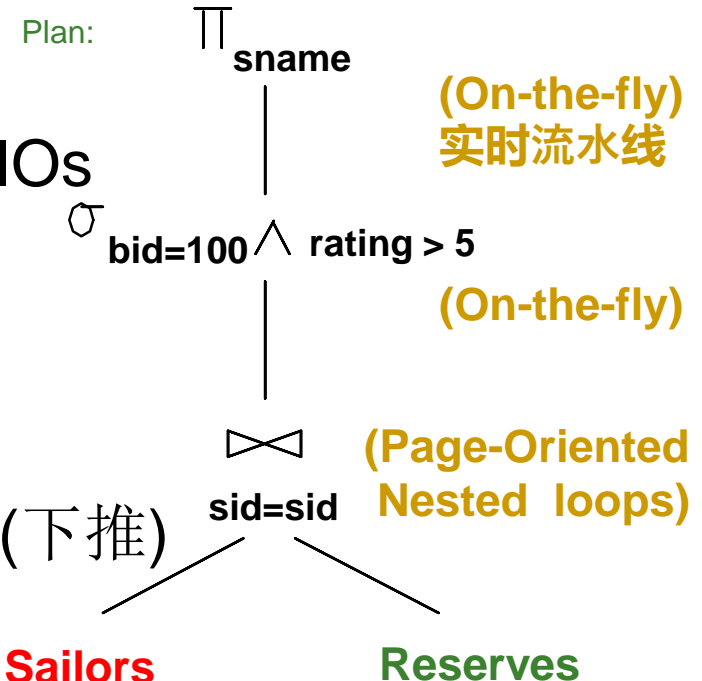 Plan:
∏ sname
(On-the-fly)
实时流水线
IOs
σ bid=100 ∧ rating > 5
(On-the-fly)
⋈ (Page-Oriented
sid=sid Nested loops)
(下推)
Sailors Reserves